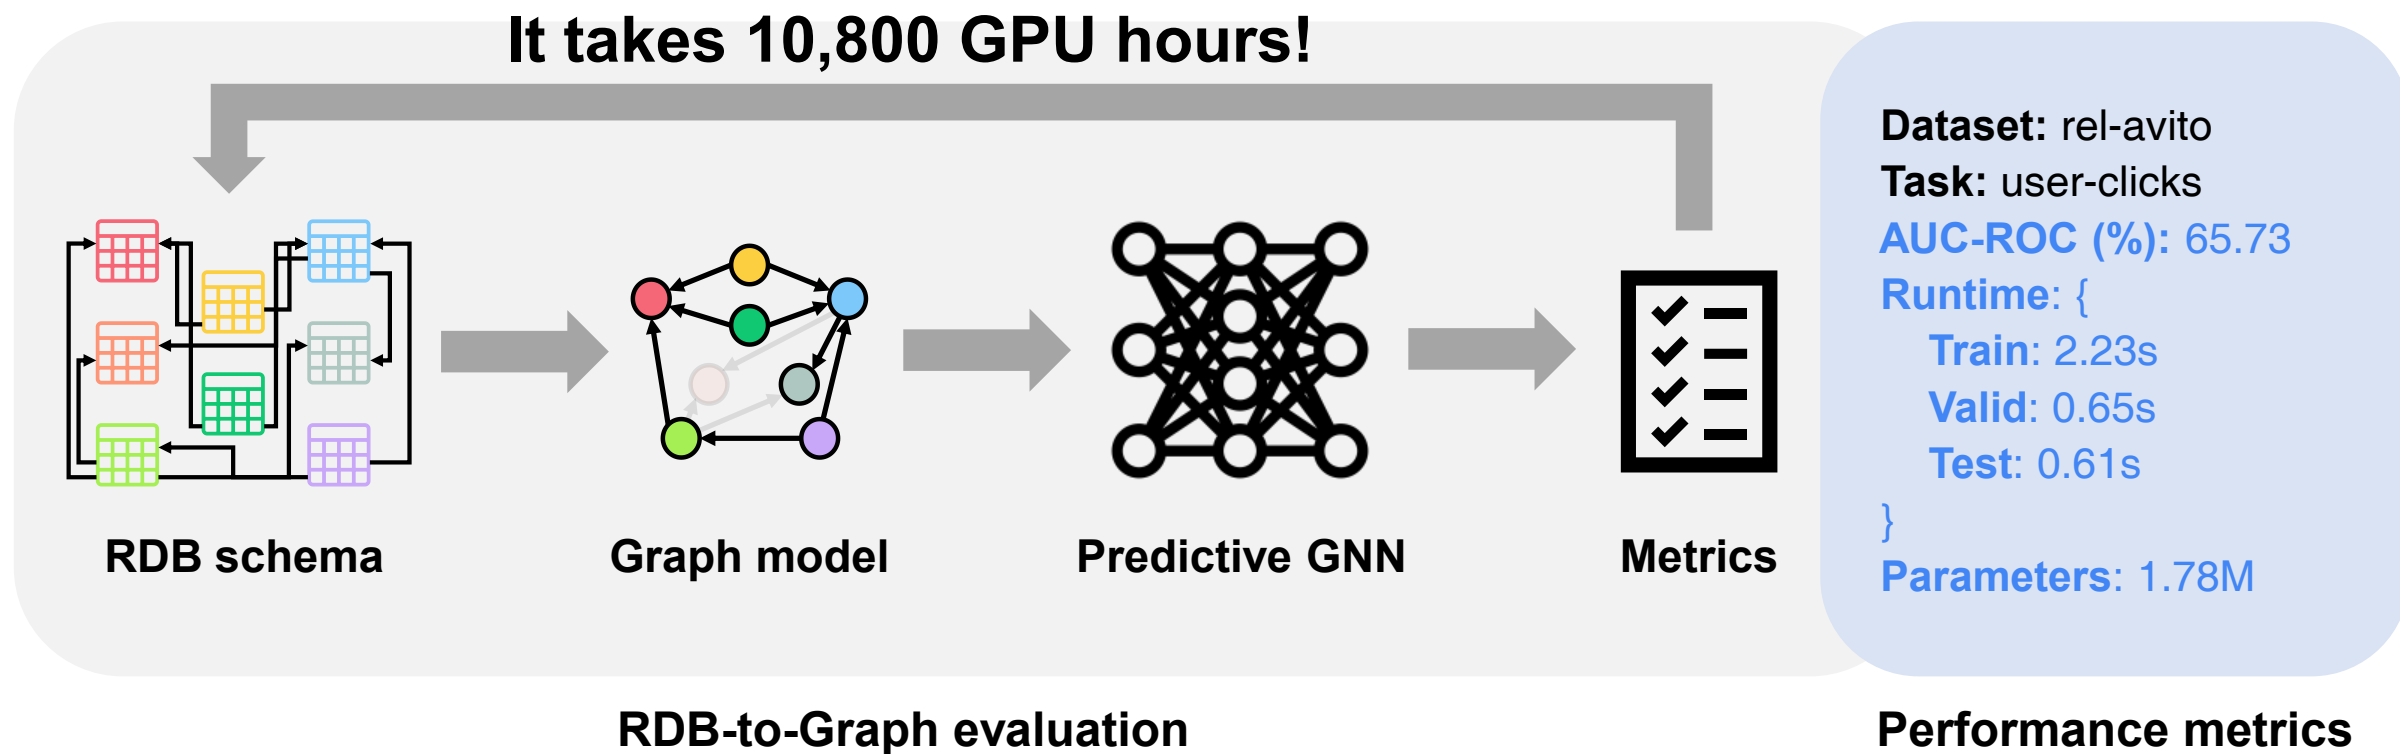 It takes 10,800 GPU hours!
RDB schema
Graph model
Predictive GNN
Metrics
RDB-to-Graph evaluation
Dataset: rel-avito
Task: user-clicks
AUC-ROC (%): 65.73
Runtime: {
Train: 2.23s
Valid: 0.65s
Test: 0.61s
}
Parameters: 1.78M
Performance metrics